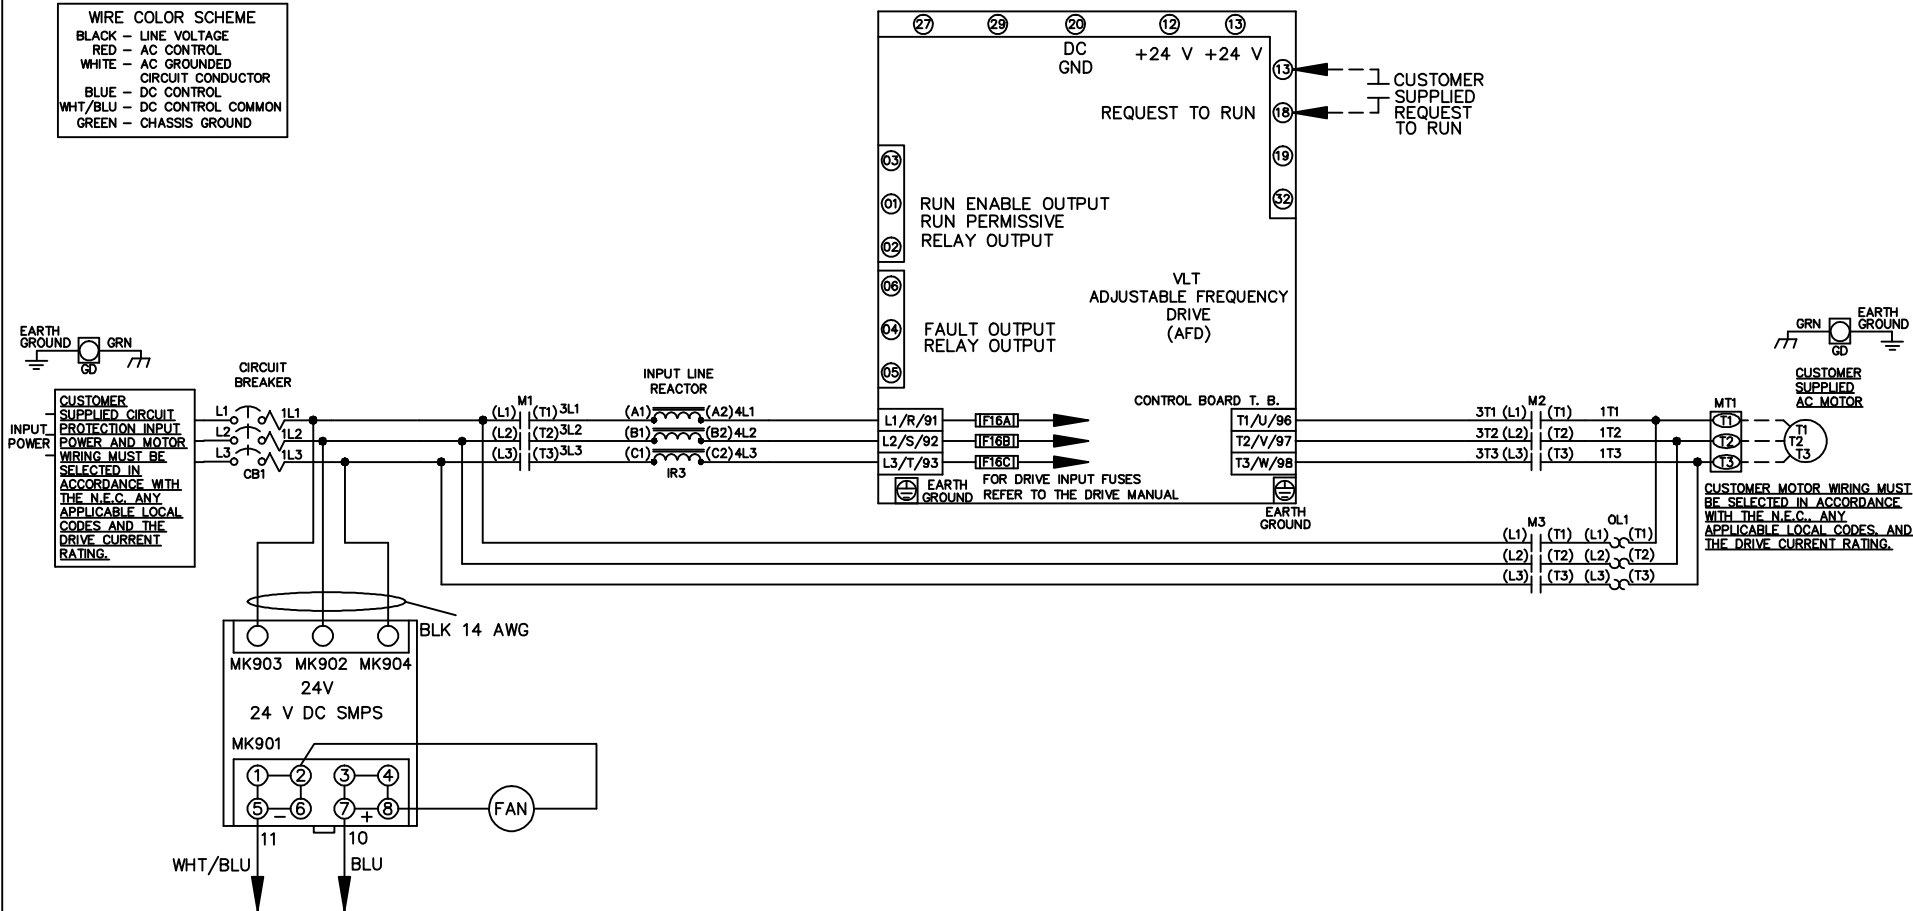 WIRE COLOR SCHEME
BLACK – LINE VOLTAGE
RED – AC CONTROL
WHITE – AC GROUNDED
CIRCUIT CONDUCTOR
BLUE – DC CONTROL
WHT/BLU – DC CONTROL COMMON
GREEN – CHASSIS GROUND
27 29 20 12 13
DC
GND
+24 V +24 V
13
REQUEST TO RUN 18
19
32
CUSTOMER
SUPPLIED
REQUEST
TO RUN
03
01
02
RUN ENABLE OUTPUT
RUN PERMISSIVE
RELAY OUTPUT
06
04
05
FAULT OUTPUT
RELAY OUTPUT
VLT
ADJUSTABLE FREQUENCY
DRIVE
(AFD)
EARTH
GROUND
GRN
GD
INPUT
POWER
CUSTOMER
SUPPLIED CIRCUIT
PROTECTION INPUT
POWER AND MOTOR
WIRING MUST BE
SELECTED IN
ACCORDANCE WITH
THE N.E.C. ANY
APPLICABLE LOCAL
CODES AND THE
DRIVE CURRENT
RATING.
CIRCUIT
BREAKER
L1 1L1
L2 1L2
L3 1L3
CB1
M1
(L1) (T1) 3L1
(L2) (T2) 3L2
(L3) (T3) 3L3
INPUT LINE
REACTOR
(A1) (A2) 4L1
(B1) (B2) 4L2
(C1) (C2) 4L3
IR3
L1/R/91 F16A
L2/S/92 F16B
L3/T/93 F16C
EARTH
GROUND
FOR DRIVE INPUT FUSES
REFER TO THE DRIVE MANUAL
CONTROL BOARD T. B.
T1/U/96
T2/V/97
T3/W/98
EARTH
GROUND
M2
3T1 (L1) (T1) 1T1
3T2 (L2) (T2) 1T2
3T3 (L3) (T3) 1T3
MT1
T1
T2
T3
T1
T2
T3
GRN
GD
EARTH
GROUND
CUSTOMER
SUPPLIED
AC MOTOR
CUSTOMER MOTOR WIRING MUST
BE SELECTED IN ACCORDANCE
WITH THE N.E.C., ANY
APPLICABLE LOCAL CODES, AND
THE DRIVE CURRENT RATING.
M3 OL1
(L1) (T1) (L1) (T1)
(L2) (T2) (L2) (T2)
(L3) (T3) (L3) (T3)
BLK 14 AWG
MK903 MK902 MK904
24V
24 V DC SMPS
MK901
1 2 3 4
5 – 6 7 + 8
FAN
11 10
WHT/BLU BLU